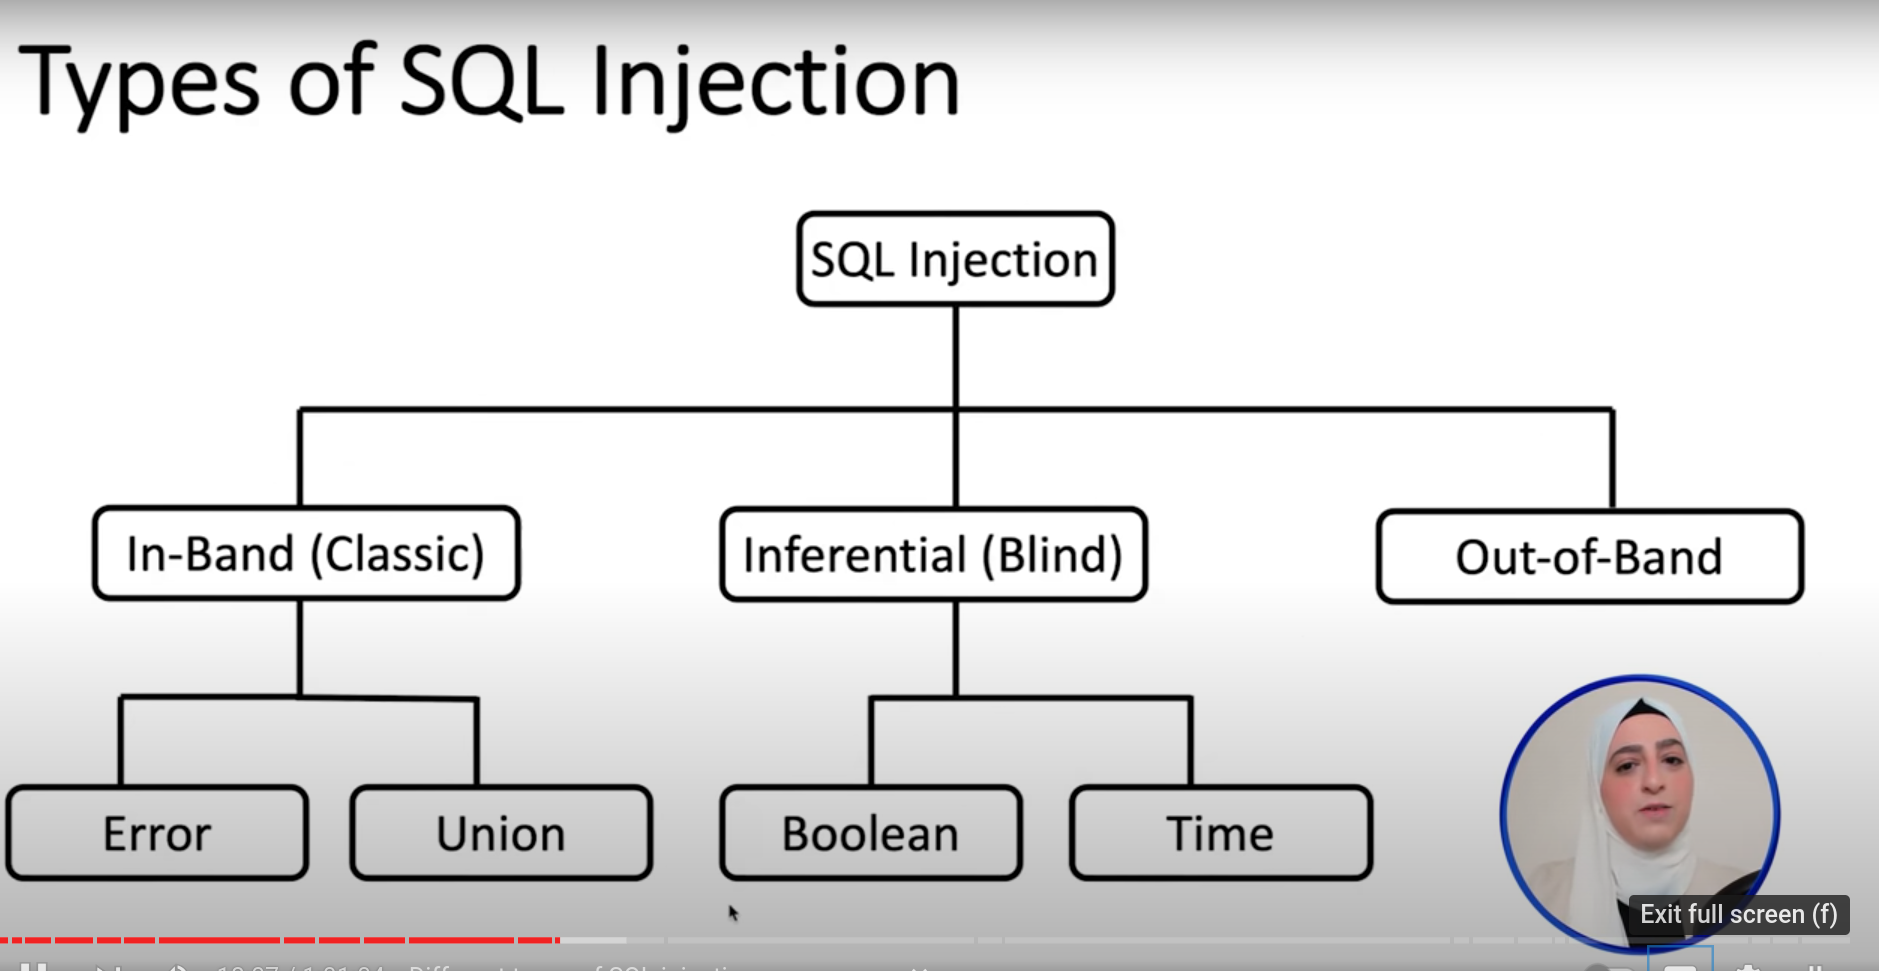 Types of SQL Injection
SQL Injection
In-Band (Classic)
Inferential (Blind)
Out-of-Band
Error
Union
Boolean
Time
Exit full screen (f)